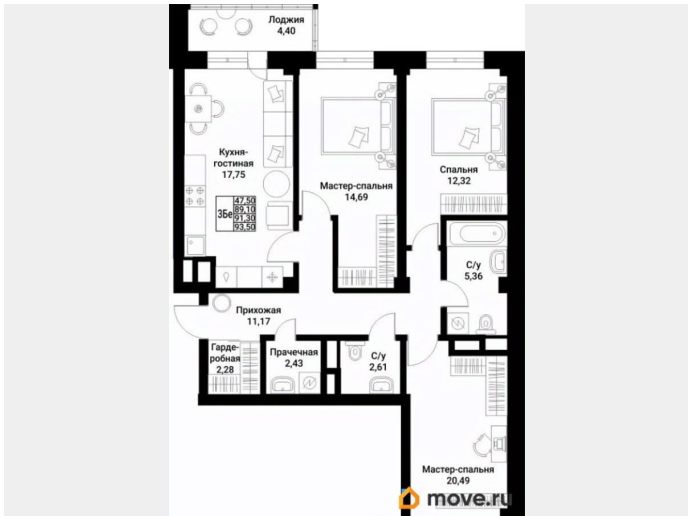 Лоджия
4,40
Кухня-
гостиная
17,75
3Бе
47,50
89,10
91,30
93,50
Мастер-спальня
14,69
Спальня
12,32
С/у
5,36
Прихожая
11,17
Гарде-
робная
2,28
Прачечная
2,43
С/у
2,61
Мастер-спальня
20,49
move.ru